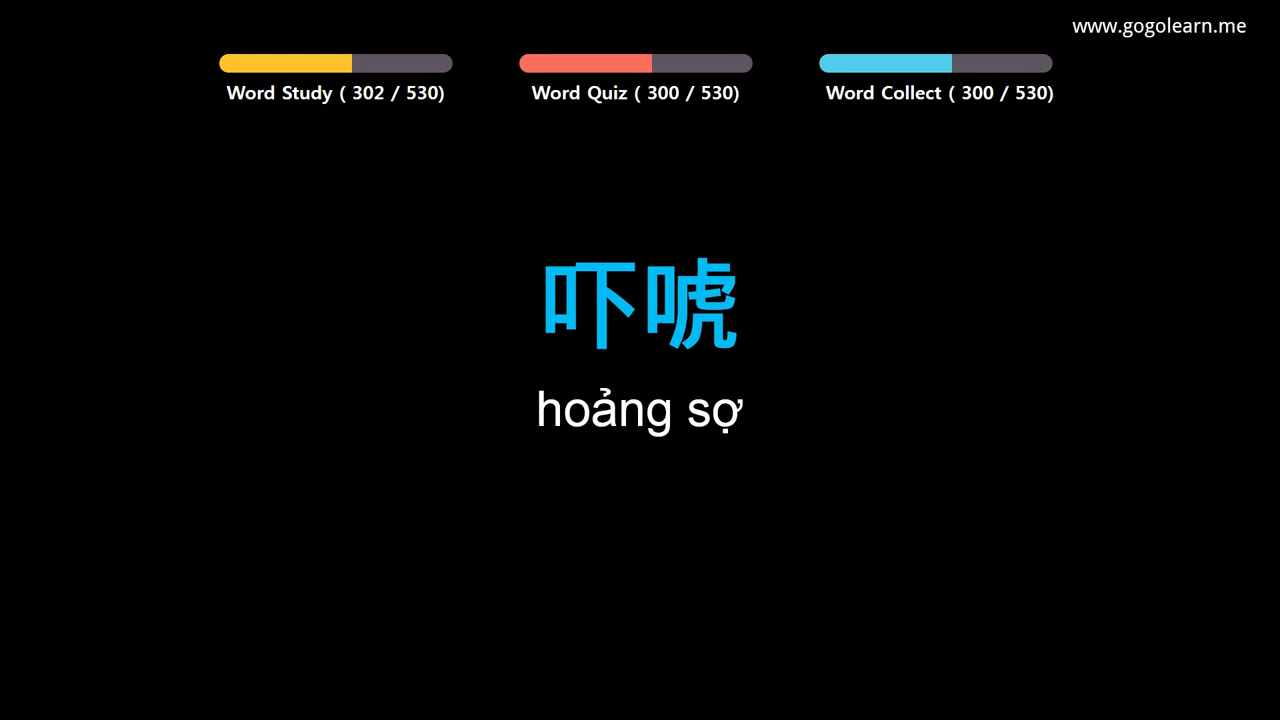 www.gogolearn.me
Word Study ( 302 / 530)
Word Quiz ( 300 / 530)
Word Collect ( 300 / 530)
吓唬
hoảng sợ